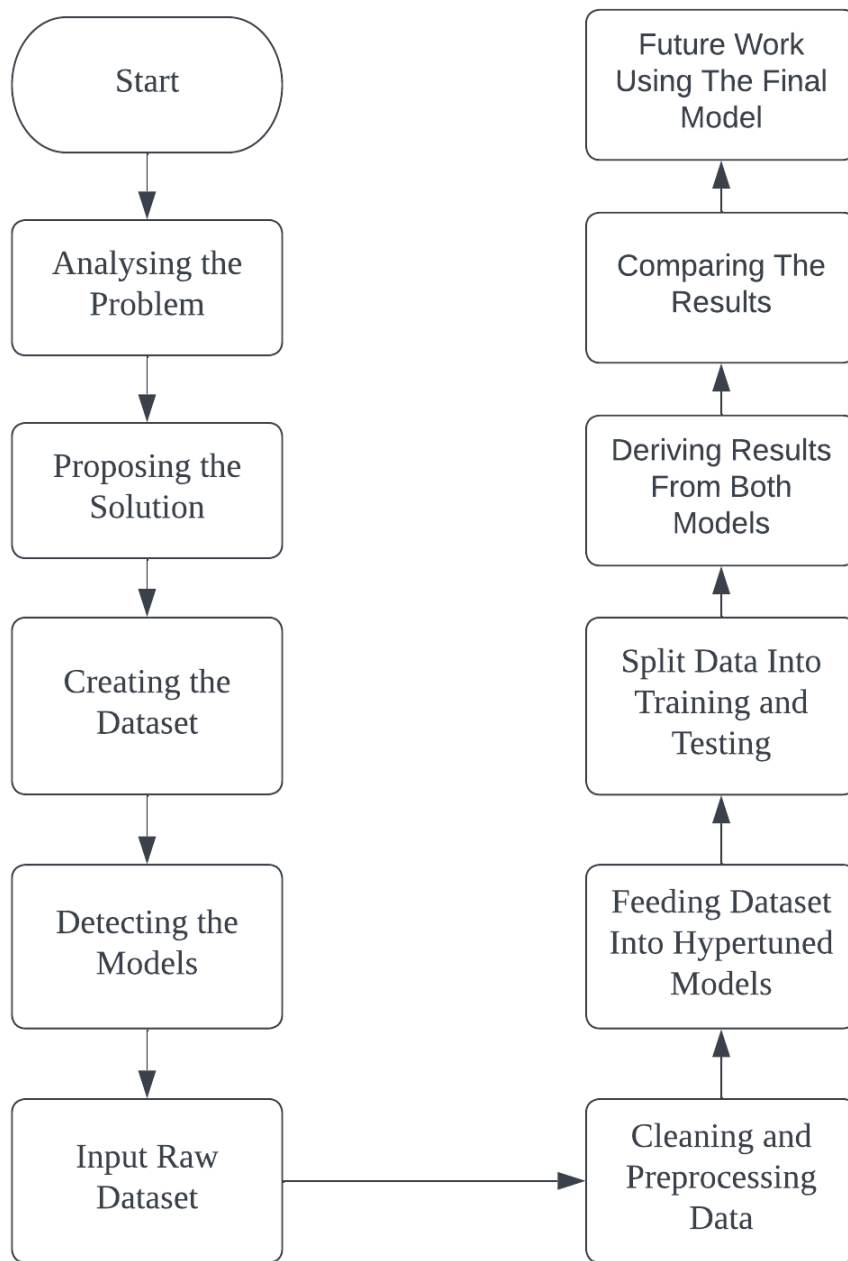 Start
Analysing the
Problem
Proposing the
Solution
Creating the
Dataset
Detecting the
Models
Input Raw
Dataset
Cleaning and
Preprocessing
Data
Feeding Dataset
Into Hypertuned
Models
Split Data Into
Training and
Testing
Deriving Results
From Both
Models
Comparing The
Results
Future Work
Using The Final
Model